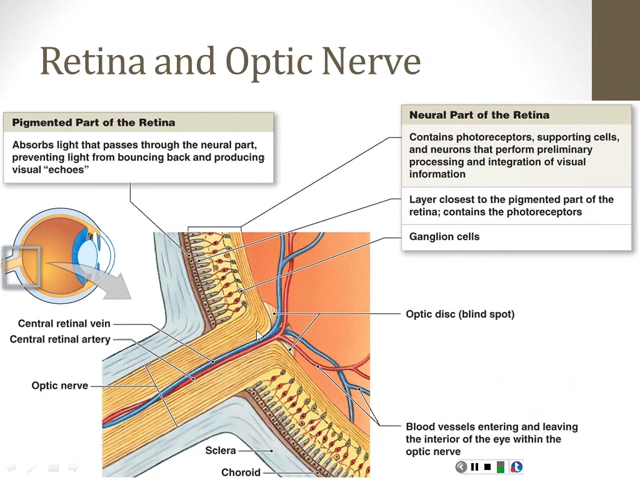 Retina and Optic Nerve
Pigmented Part of the Retina
Absorbs light that passes through the neural part,
preventing light from bouncing back and producing
visual “echoes”
Neural Part of the Retina
Contains photoreceptors, supporting cells,
and neurons that perform preliminary
processing and integration of visual
information
Layer closest to the pigmented part of the
retina; contains the photoreceptors
Ganglion cells
Central retinal vein
Central retinal artery
Optic nerve
Optic disc (blind spot)
Blood vessels entering and leaving
the interior of the eye within the
optic nerve
Sclera
Choroid